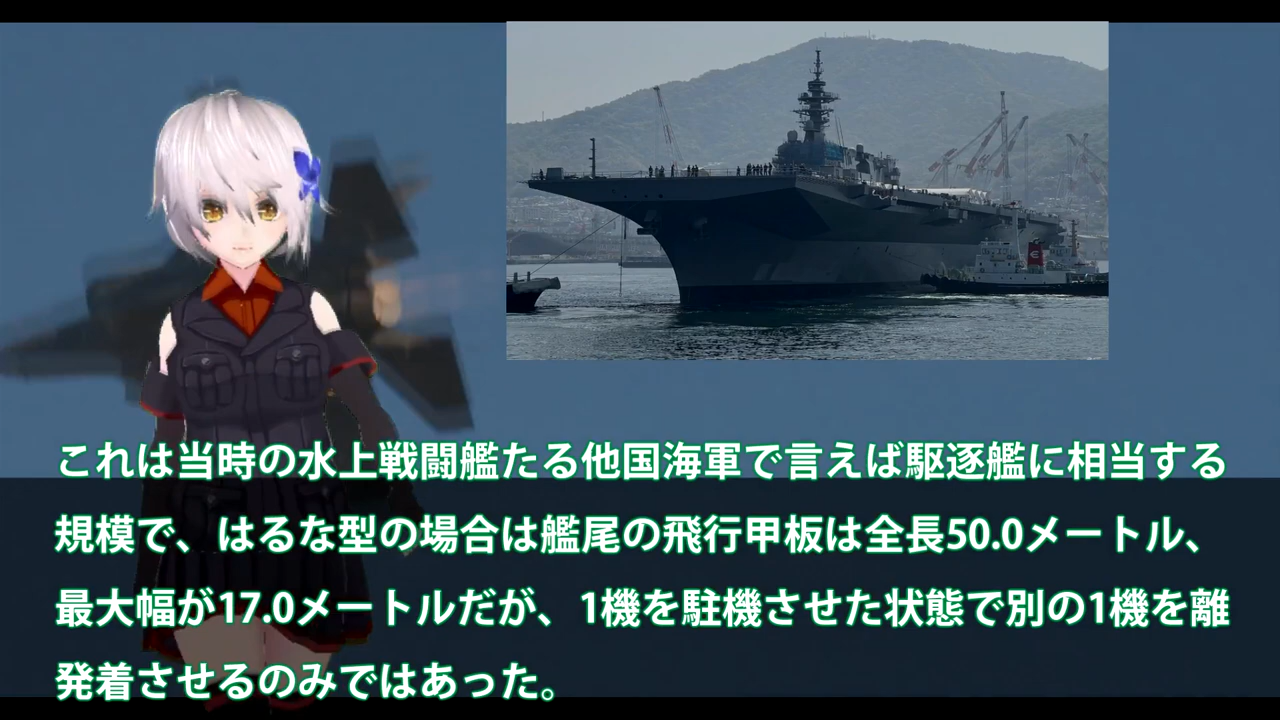 これは当時の水上戦闘艦たる他国海軍で言えば駆逐艦に相当する
規模で、はるな型の場合は艦尾の飛行甲板は全長50.0メートル、
最大幅が17.0メートルだが、1機を駐機させた状態で別の1機を離
発着させるのみではあった。